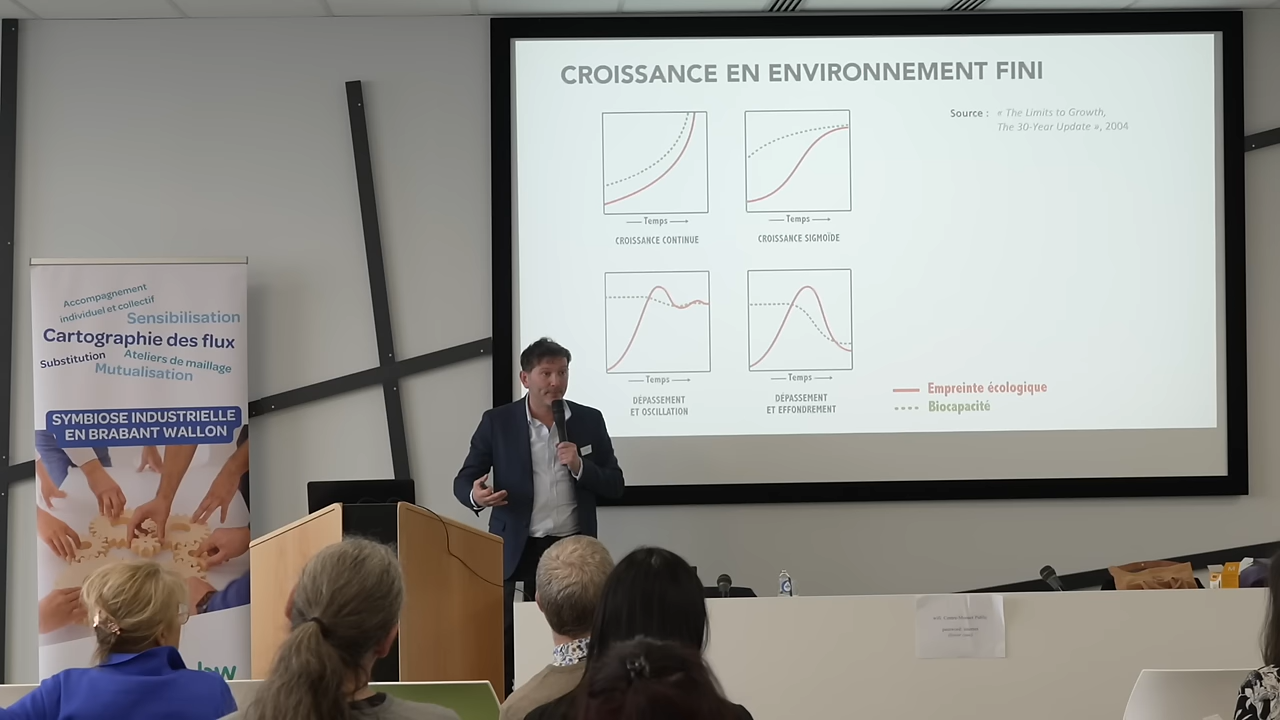 CROISSANCE EN ENVIRONNEMENT FINI
Source : « The Limits to Growth,
The 30-Year Update », 2004
Temps
CROISSANCE CONTINUE
Temps
CROISSANCE SIGMOÏDE
Temps
DÉPASSEMENT
ET OSCILLATION
Temps
DÉPASSEMENT
ET EFFONDREMENT
Empreinte écologique
Biocapacité
Accompagnement
individuel et collectif
Sensibilisation
Cartographie des flux
Substitution
Ateliers de maillage
Mutualisation
SYMBIOSE INDUSTRIELLE
EN BRABANT WALLON
bw